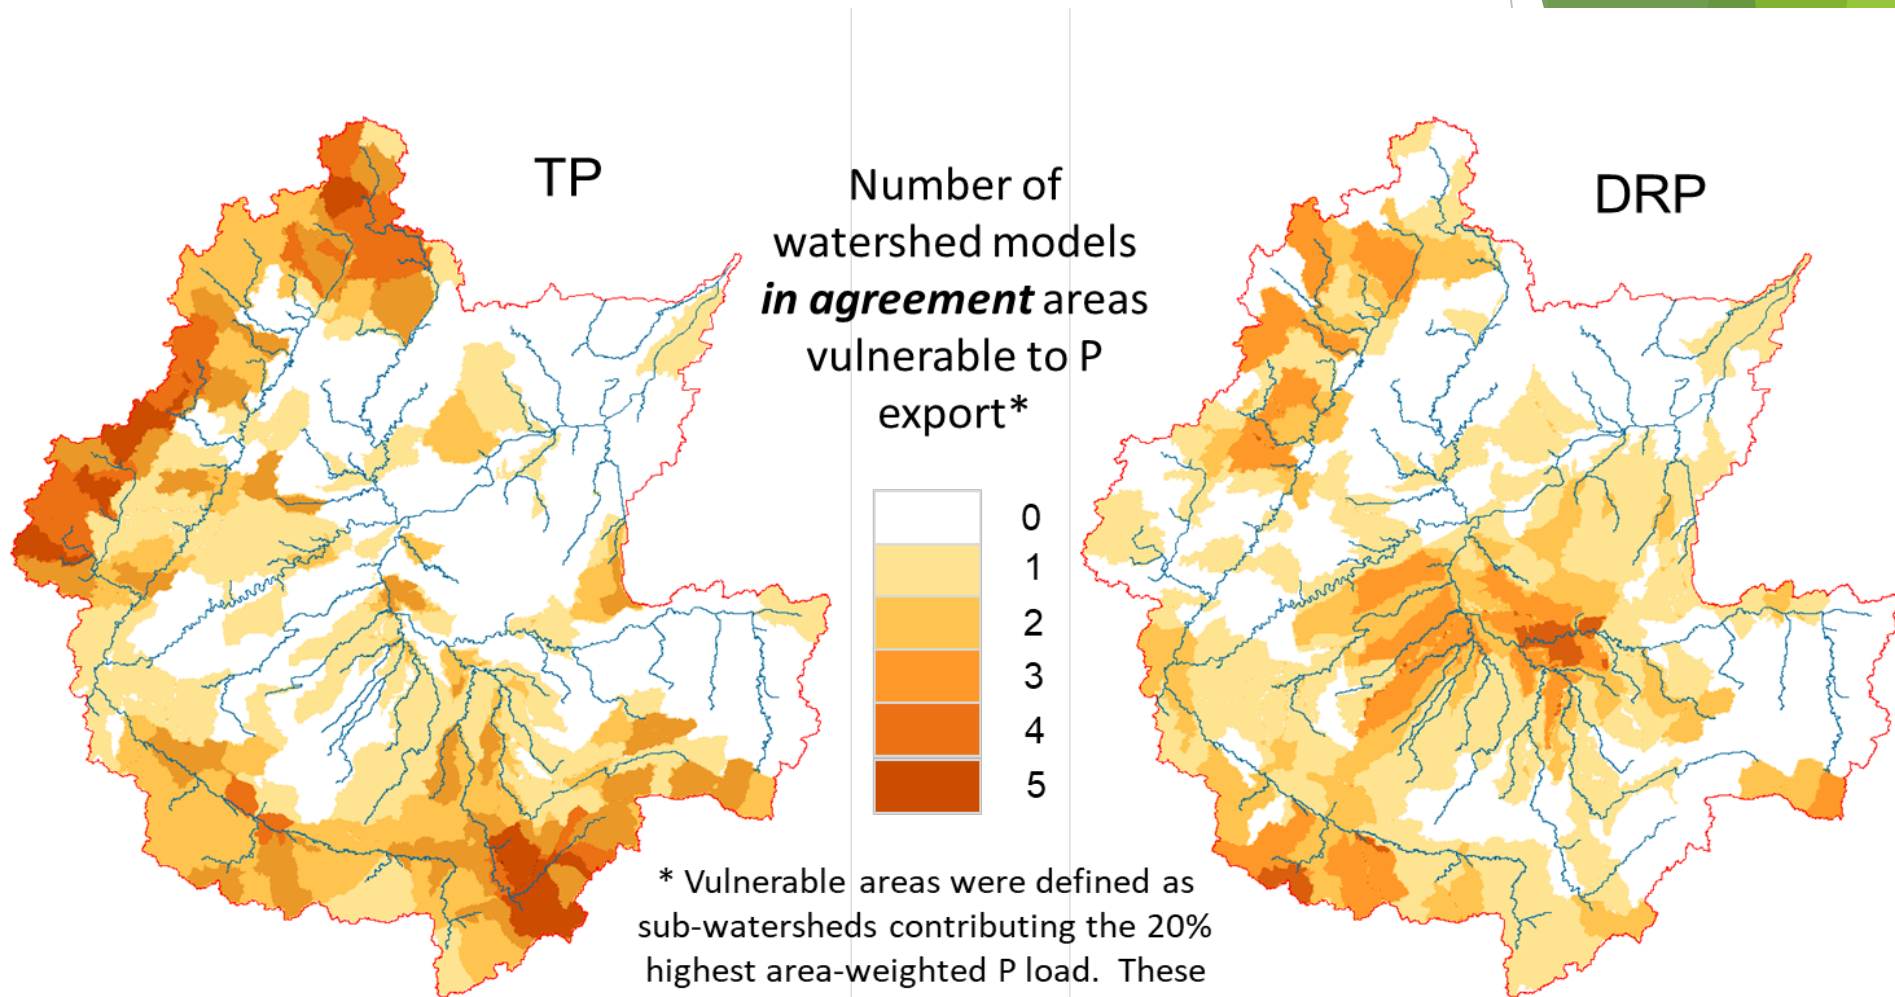 TP
Number of
watershed models
in agreement areas
vulnerable to P
export*
DRP
0
1
2
3
4
5
* Vulnerable areas were defined as
sub-watersheds contributing the 20%
highest area-weighted P load. These